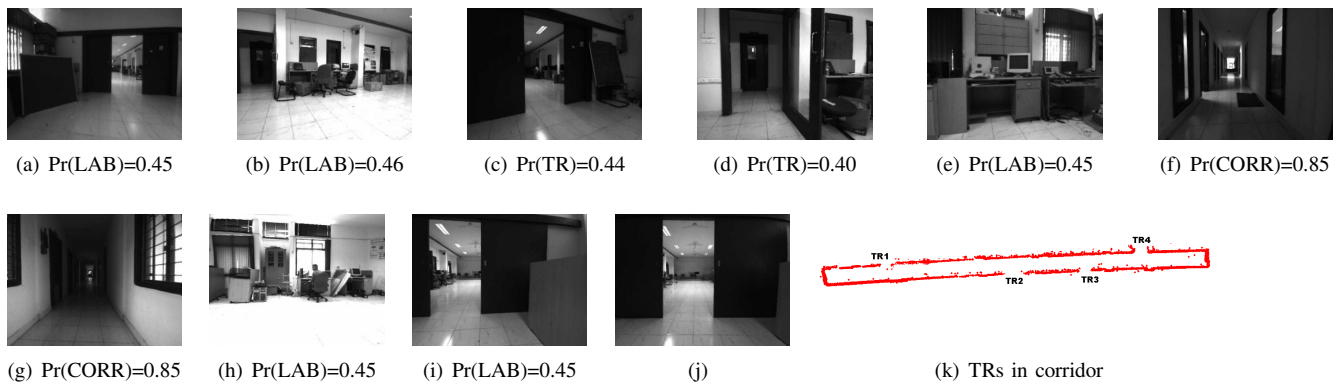 (a) Pr(LAB)=0.45
(b) Pr(LAB)=0.46
(c) Pr(TR)=0.44
(d) Pr(TR)=0.40
(e) Pr(LAB)=0.45
(f) Pr(CORR)=0.85
TR1
TR2
TR3
TR4
(g) Pr(CORR)=0.85
(h) Pr(LAB)=0.45
(i) Pr(LAB)=0.45
(j)
(k) TRs in corridor